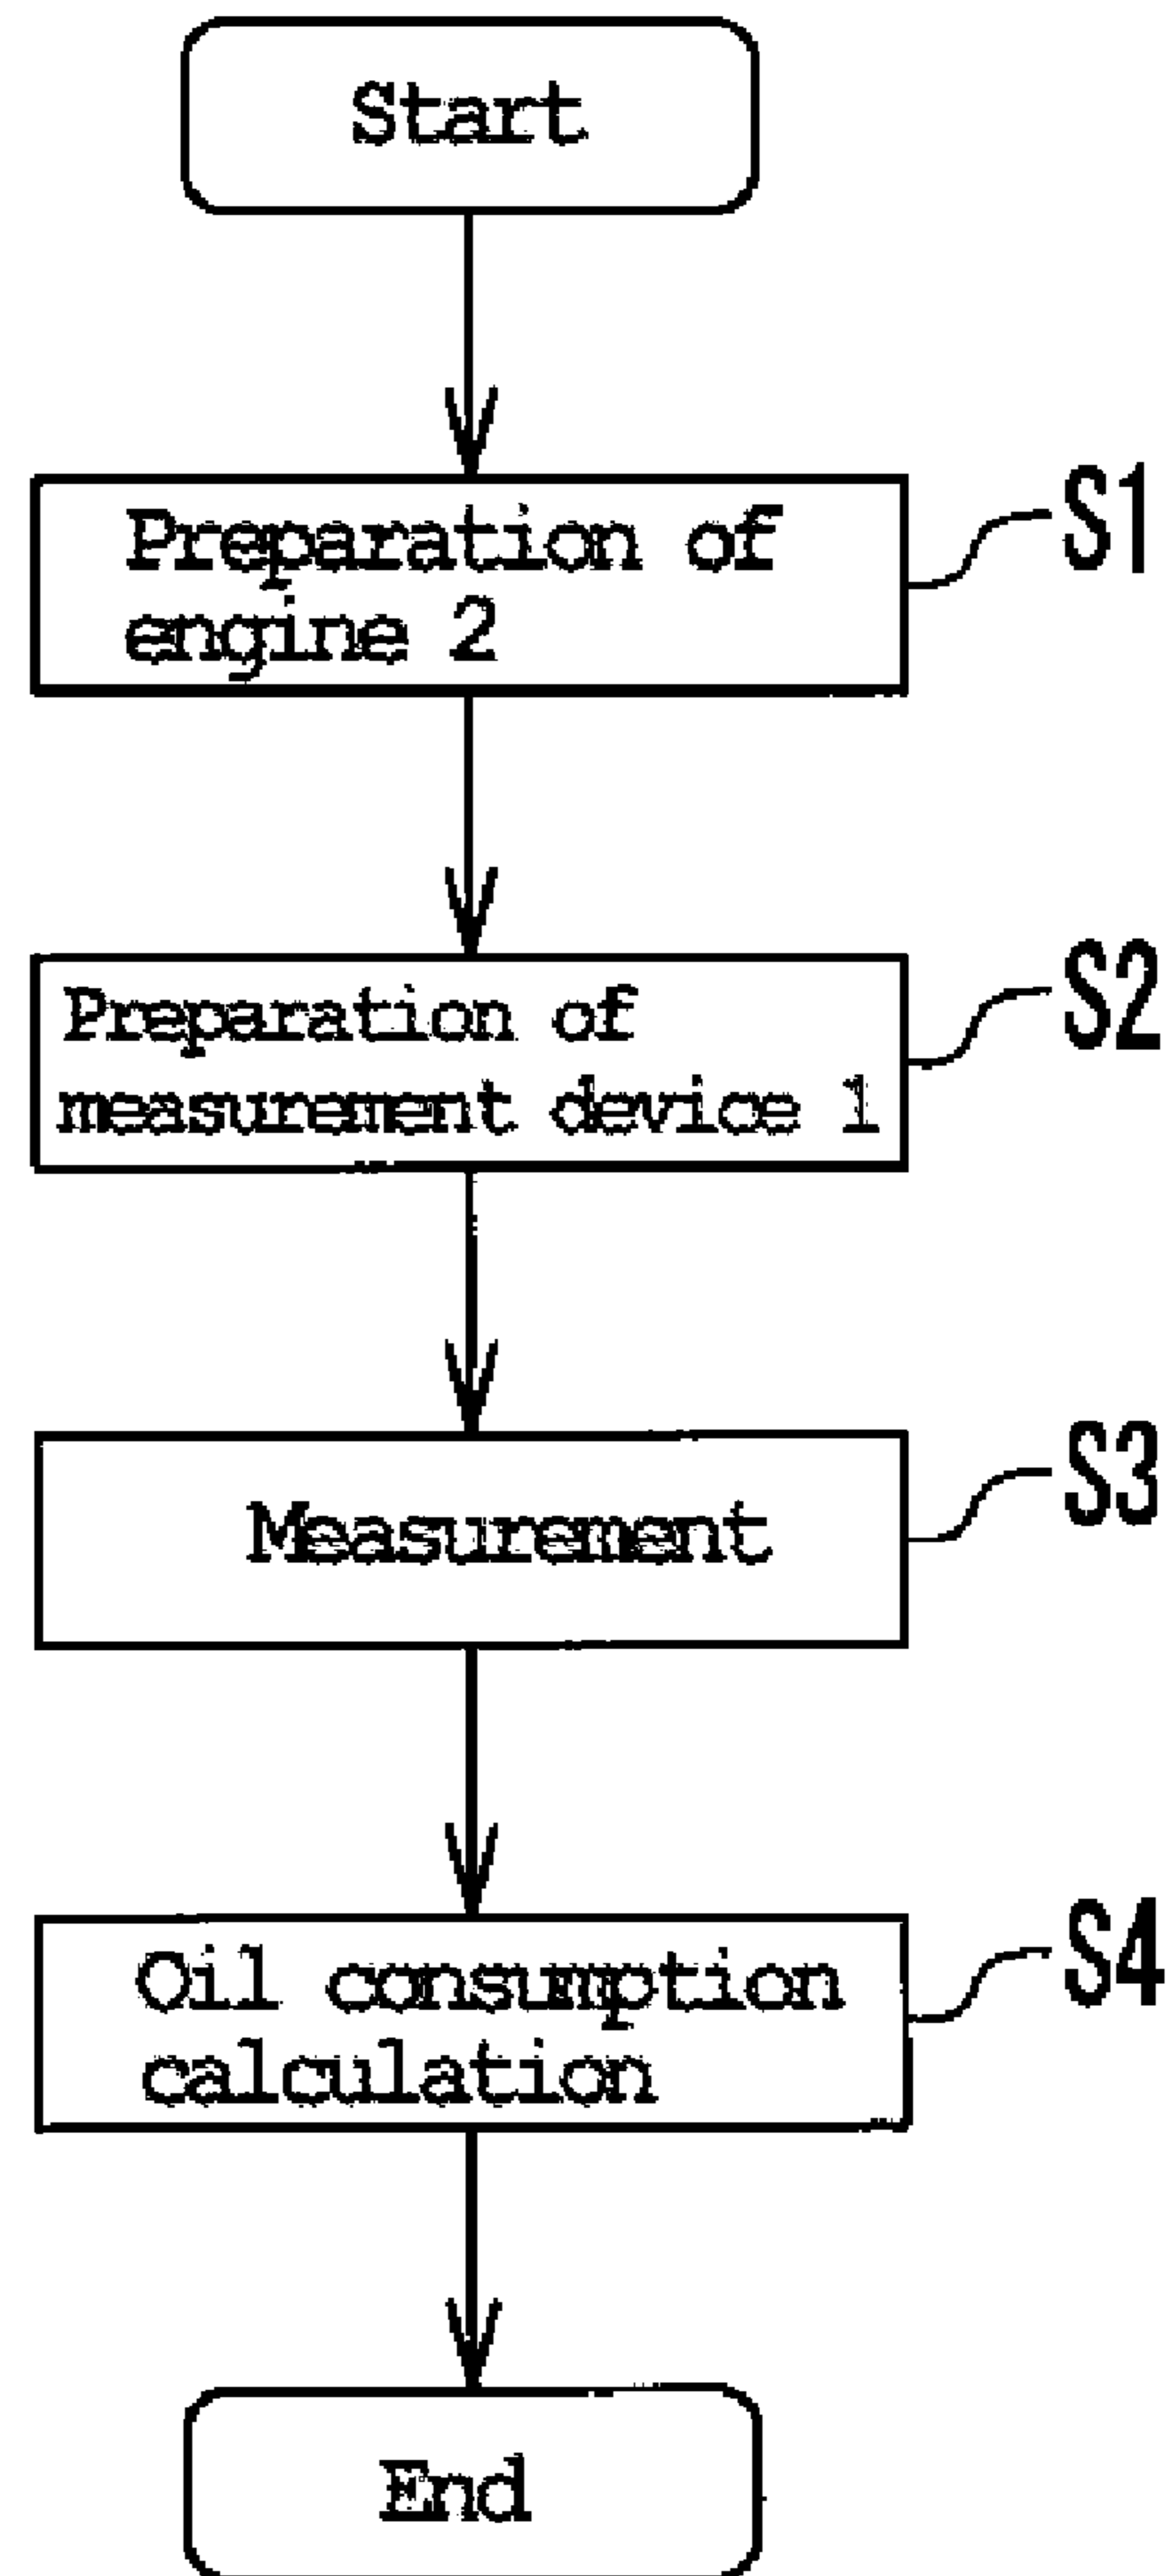 Start
Preparation of
engine 2
S1
Preparation of
measurement device 1
S2
Measurement
S3
Oil consumption
calculation
S4
End